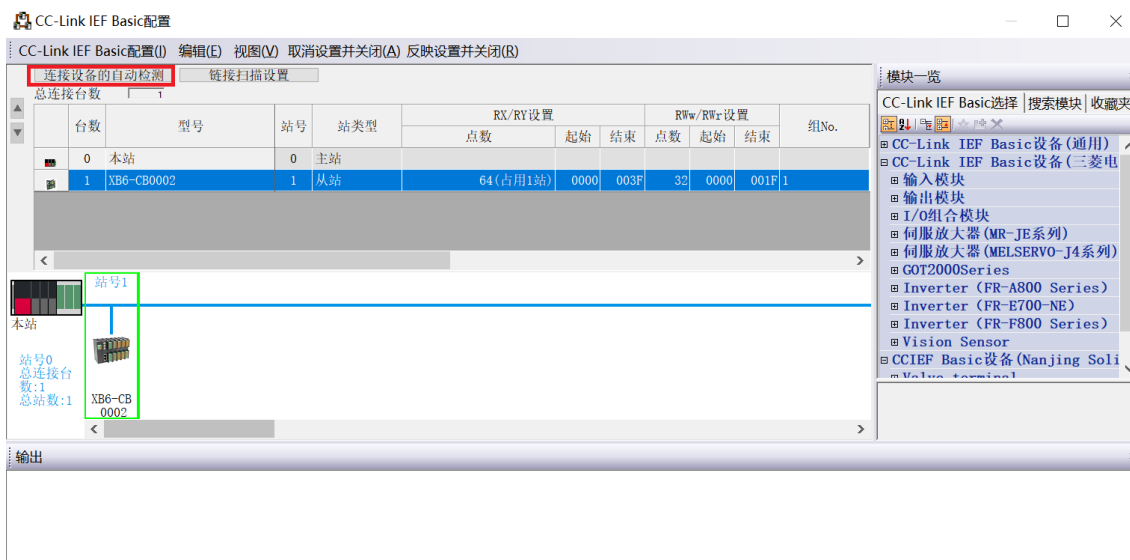 CC-Link IEF Basic配置
CC-Link IEF Basic配置(I) 编辑(E) 视图(V) 取消设置并关闭(A) 反映设置并关闭(R)
连接设备的自动检测 链接扫描设置
总连接台数 1
台数 型号 站号 站类型 RX/RY设置 RWw/RWr设置 组No.
点数 起始 结束 点数 起始 结束
0 本站 0 主站
1 XB6-CB0002 1 从站 64(占用1站) 0000 003F 32 0000 001F 1
站号1
本站
站号0
总连接台
数:1
总站数:1
XB6-CB
0002
模块一览
CC-Link IEF Basic选择 搜索模块 收藏夹
CC-Link IEF Basic设备(通用)
CC-Link IEF Basic设备(三菱电
输入模块
输出模块
I/O组合模块
伺服放大器(MR-JE系列)
伺服放大器(MELSERVO-J4系列)
GOT2000Series
Inverter (FR-A800 Series)
Inverter (FR-E700-NE)
Inverter (FR-F800 Series)
Vision Sensor
CCIEF Basic设备(Nanjing Soli
Valve terminal
输出